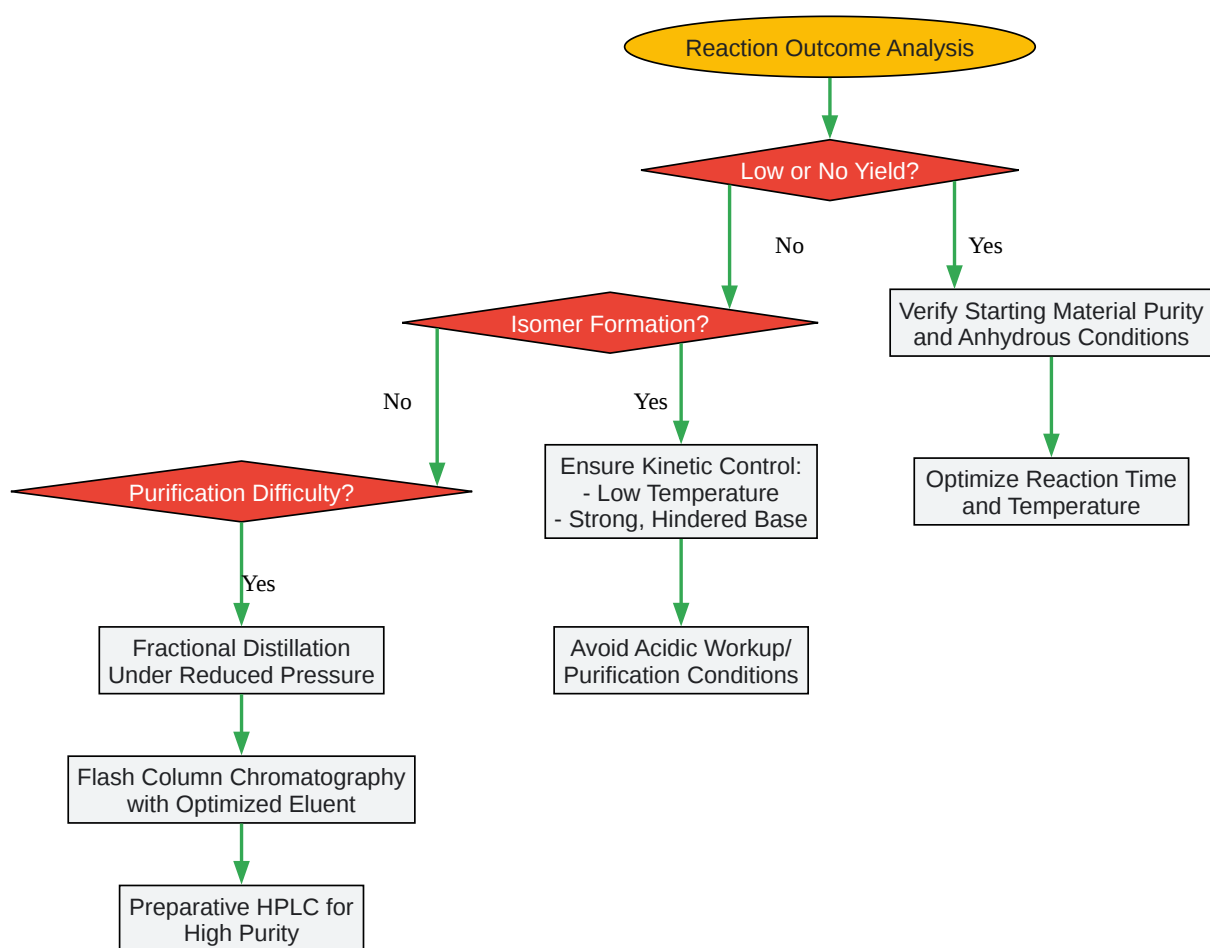 Reaction Outcome Analysis
Low or No Yield?
No
Yes
Isomer Formation?
Verify Starting Material Purity
and Anhydrous Conditions
No
Yes
Purification Difficulty?
Ensure Kinetic Control:
- Low Temperature
- Strong, Hindered Base
Optimize Reaction Time
and Temperature
Yes
Fractional Distillation
Under Reduced Pressure
Avoid Acidic Workup/
Purification Conditions
Flash Column Chromatography
with Optimized Eluent
Preparative HPLC for
High Purity